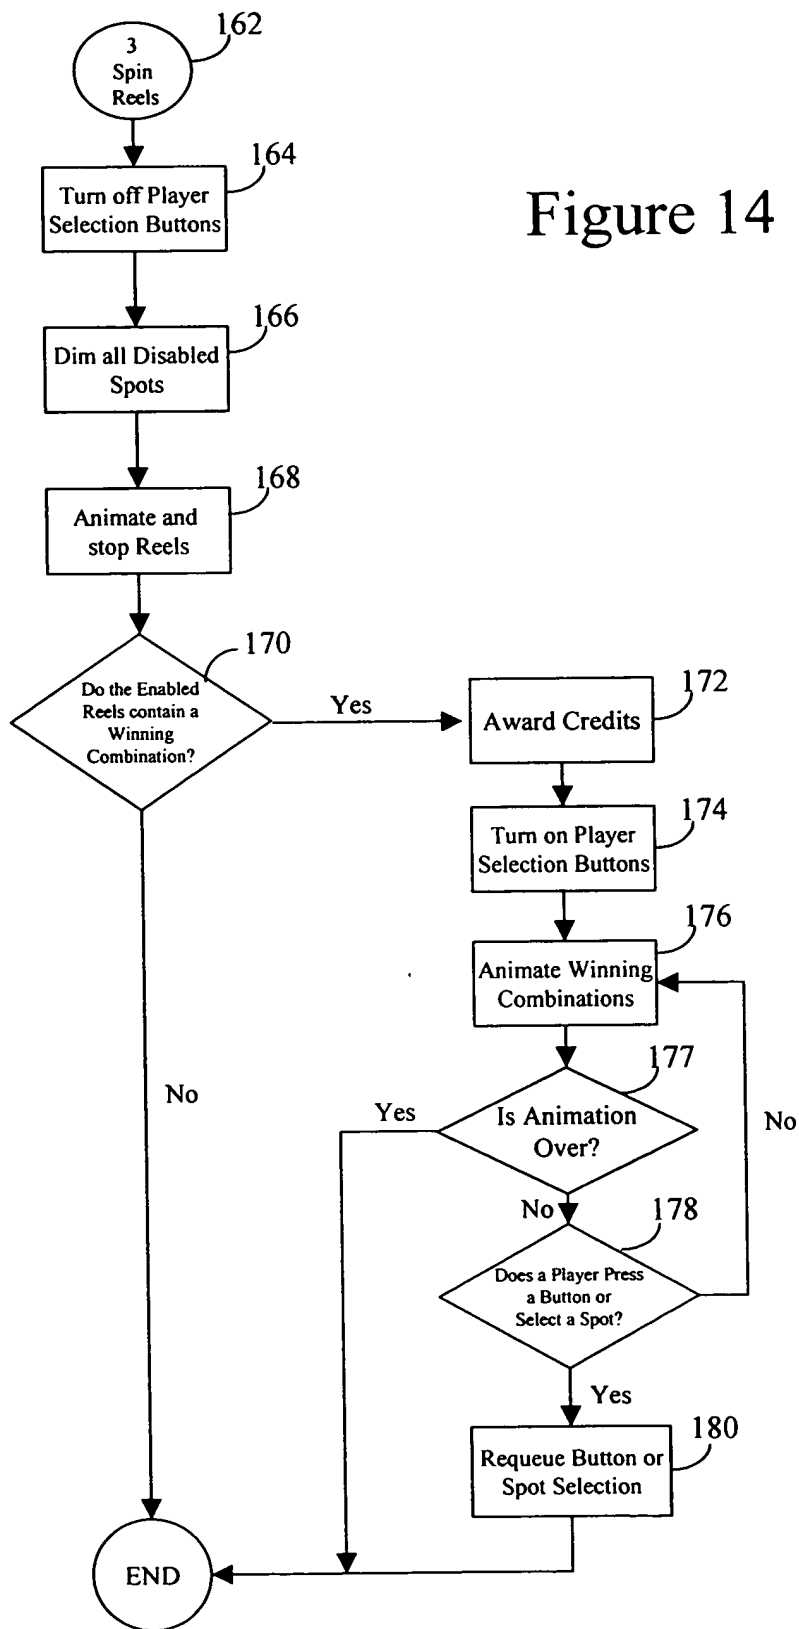 162
3
Spin
Reels
164
Turn off Player
Selection Buttons
Figure 14
166
Dim all Disabled
Spots
168
Animate and
stop Reels
170
Do the Enabled
Reels contain a
Winning
Combination?
Yes
172
Award Credits
174
Turn on Player
Selection Buttons
176
Animate Winning
Combinations
177
Is Animation
Over?
Yes
No
No
No
178
Does a Player Press
a Button or
Select a Spot?
Yes
180
Requeue Button or
Spot Selection
END